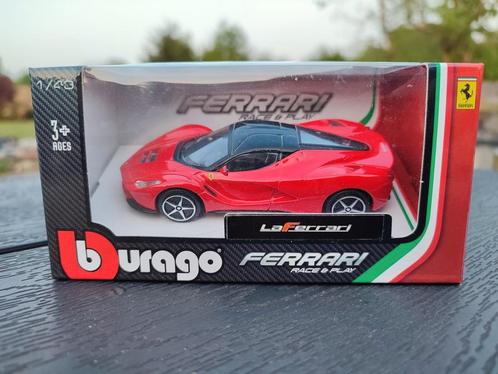 1/43
3+
AGES
FERRARI
RACE & PLAY
LaFerrari
burago
FERRARI
RACE & PLAY